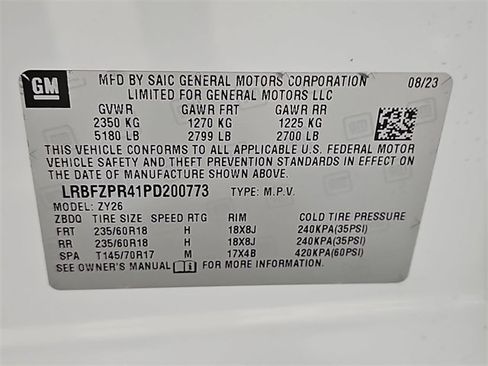 GM MFD BY SAIC GENERAL MOTORS CORPORATION 08/23
LIMITED FOR GENERAL MOTORS LLC
GVWR GAWR FRT GAWR RR
2350 KG 1270 KG 1225 KG
5180 LB 2799 LB 2700 LB
THIS VEHICLE CONFORMS TO ALL APPLICABLE U.S. FEDERAL MOTOR
VEHICLE SAFETY AND THEFT PREVENTION STANDARDS IN EFFECT ON
THE DATE OF MANUFACTURE SHOWN ABOVE.
LRBFZPR41PD200773 TYPE: M.P.V.
MODEL: ZY26
ZBDQ TIRE SIZE SPEED RTG RIM COLD TIRE PRESSURE
FRT 235/60R18 H 18X8J 240KPA(35PSI)
RR 235/60R18 H 18X8J 240KPA(35PSI)
SPA T145/70R17 M 17X4B 420KPA(60PSI)
SEE OWNER'S MANUAL FOR MORE INFORMATION.